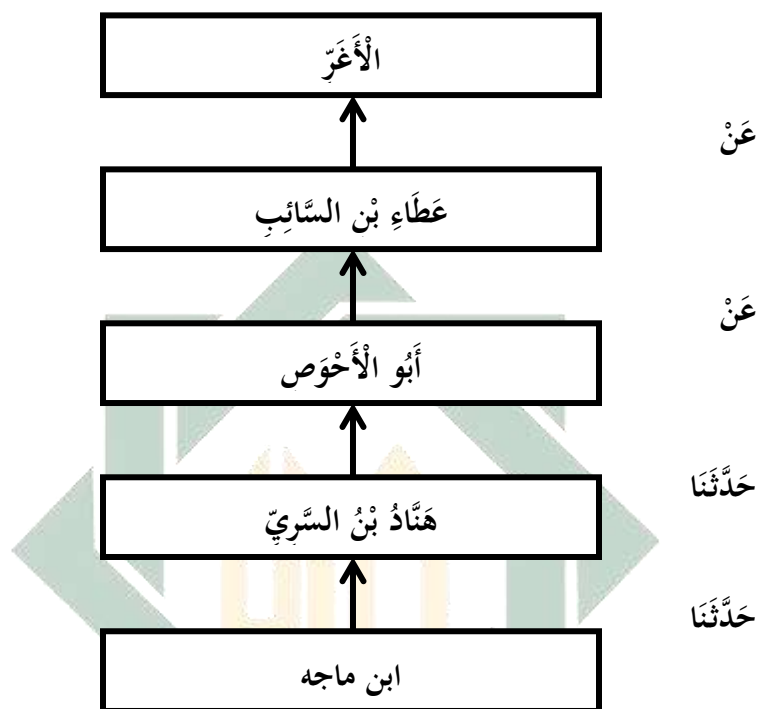 الْأَغَرّ
عَنْ
عَطَاءِ بْن السَّائِبِ
عَنْ
أَبُو الْأَحْوَصِ
حَدَّثَنَا
هَنَّادُ بْنُ السَّرِيّ
حَدَّثَنَا
ابن ماجه